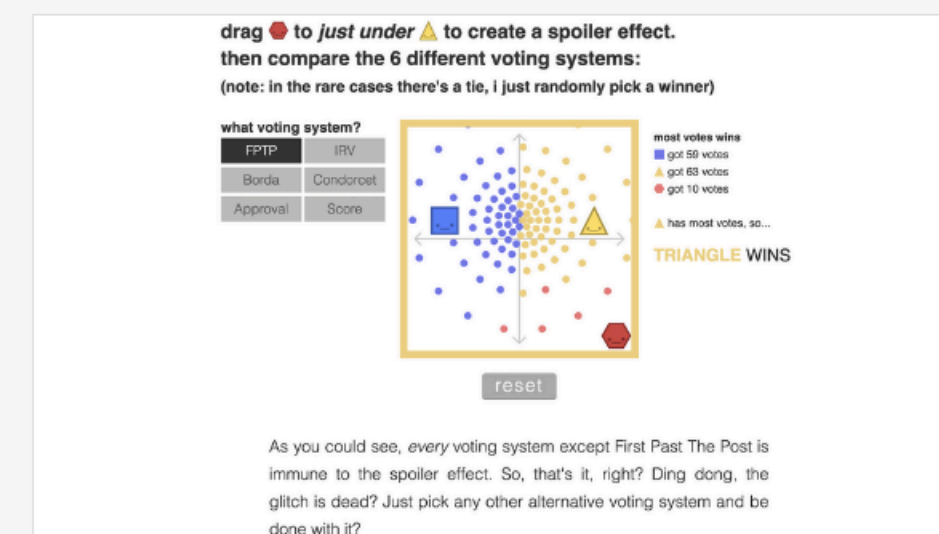 drag to just under to create a spoiler effect.
then compare the 6 different voting systems:
(note: in the rare cases there's a tie, i just randomly pick a winner)
what voting system?
FPTP IRV
Borda Condorcet
Approval Score
most votes wins
got 59 votes
got 63 votes
got 10 votes
has most votes, so...
TRIANGLE WINS
reset
As you could see, every voting system except First Past The Post is
immune to the spoiler effect. So, that's it, right? Ding dong, the
glitch is dead? Just pick any other alternative voting system and be
done with it?